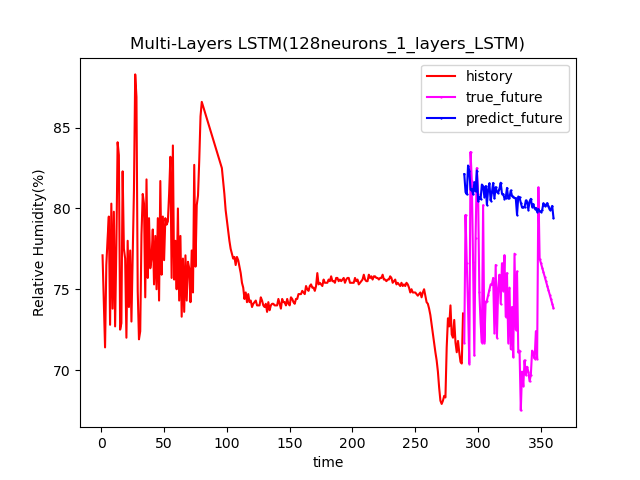 Multi-Layers LSTM(128neurons_1_layers_LSTM)
history
true_future
predict_future
Relative Humidity(%)
85
80
75
70
0
50
100
150
200
250
300
350
time